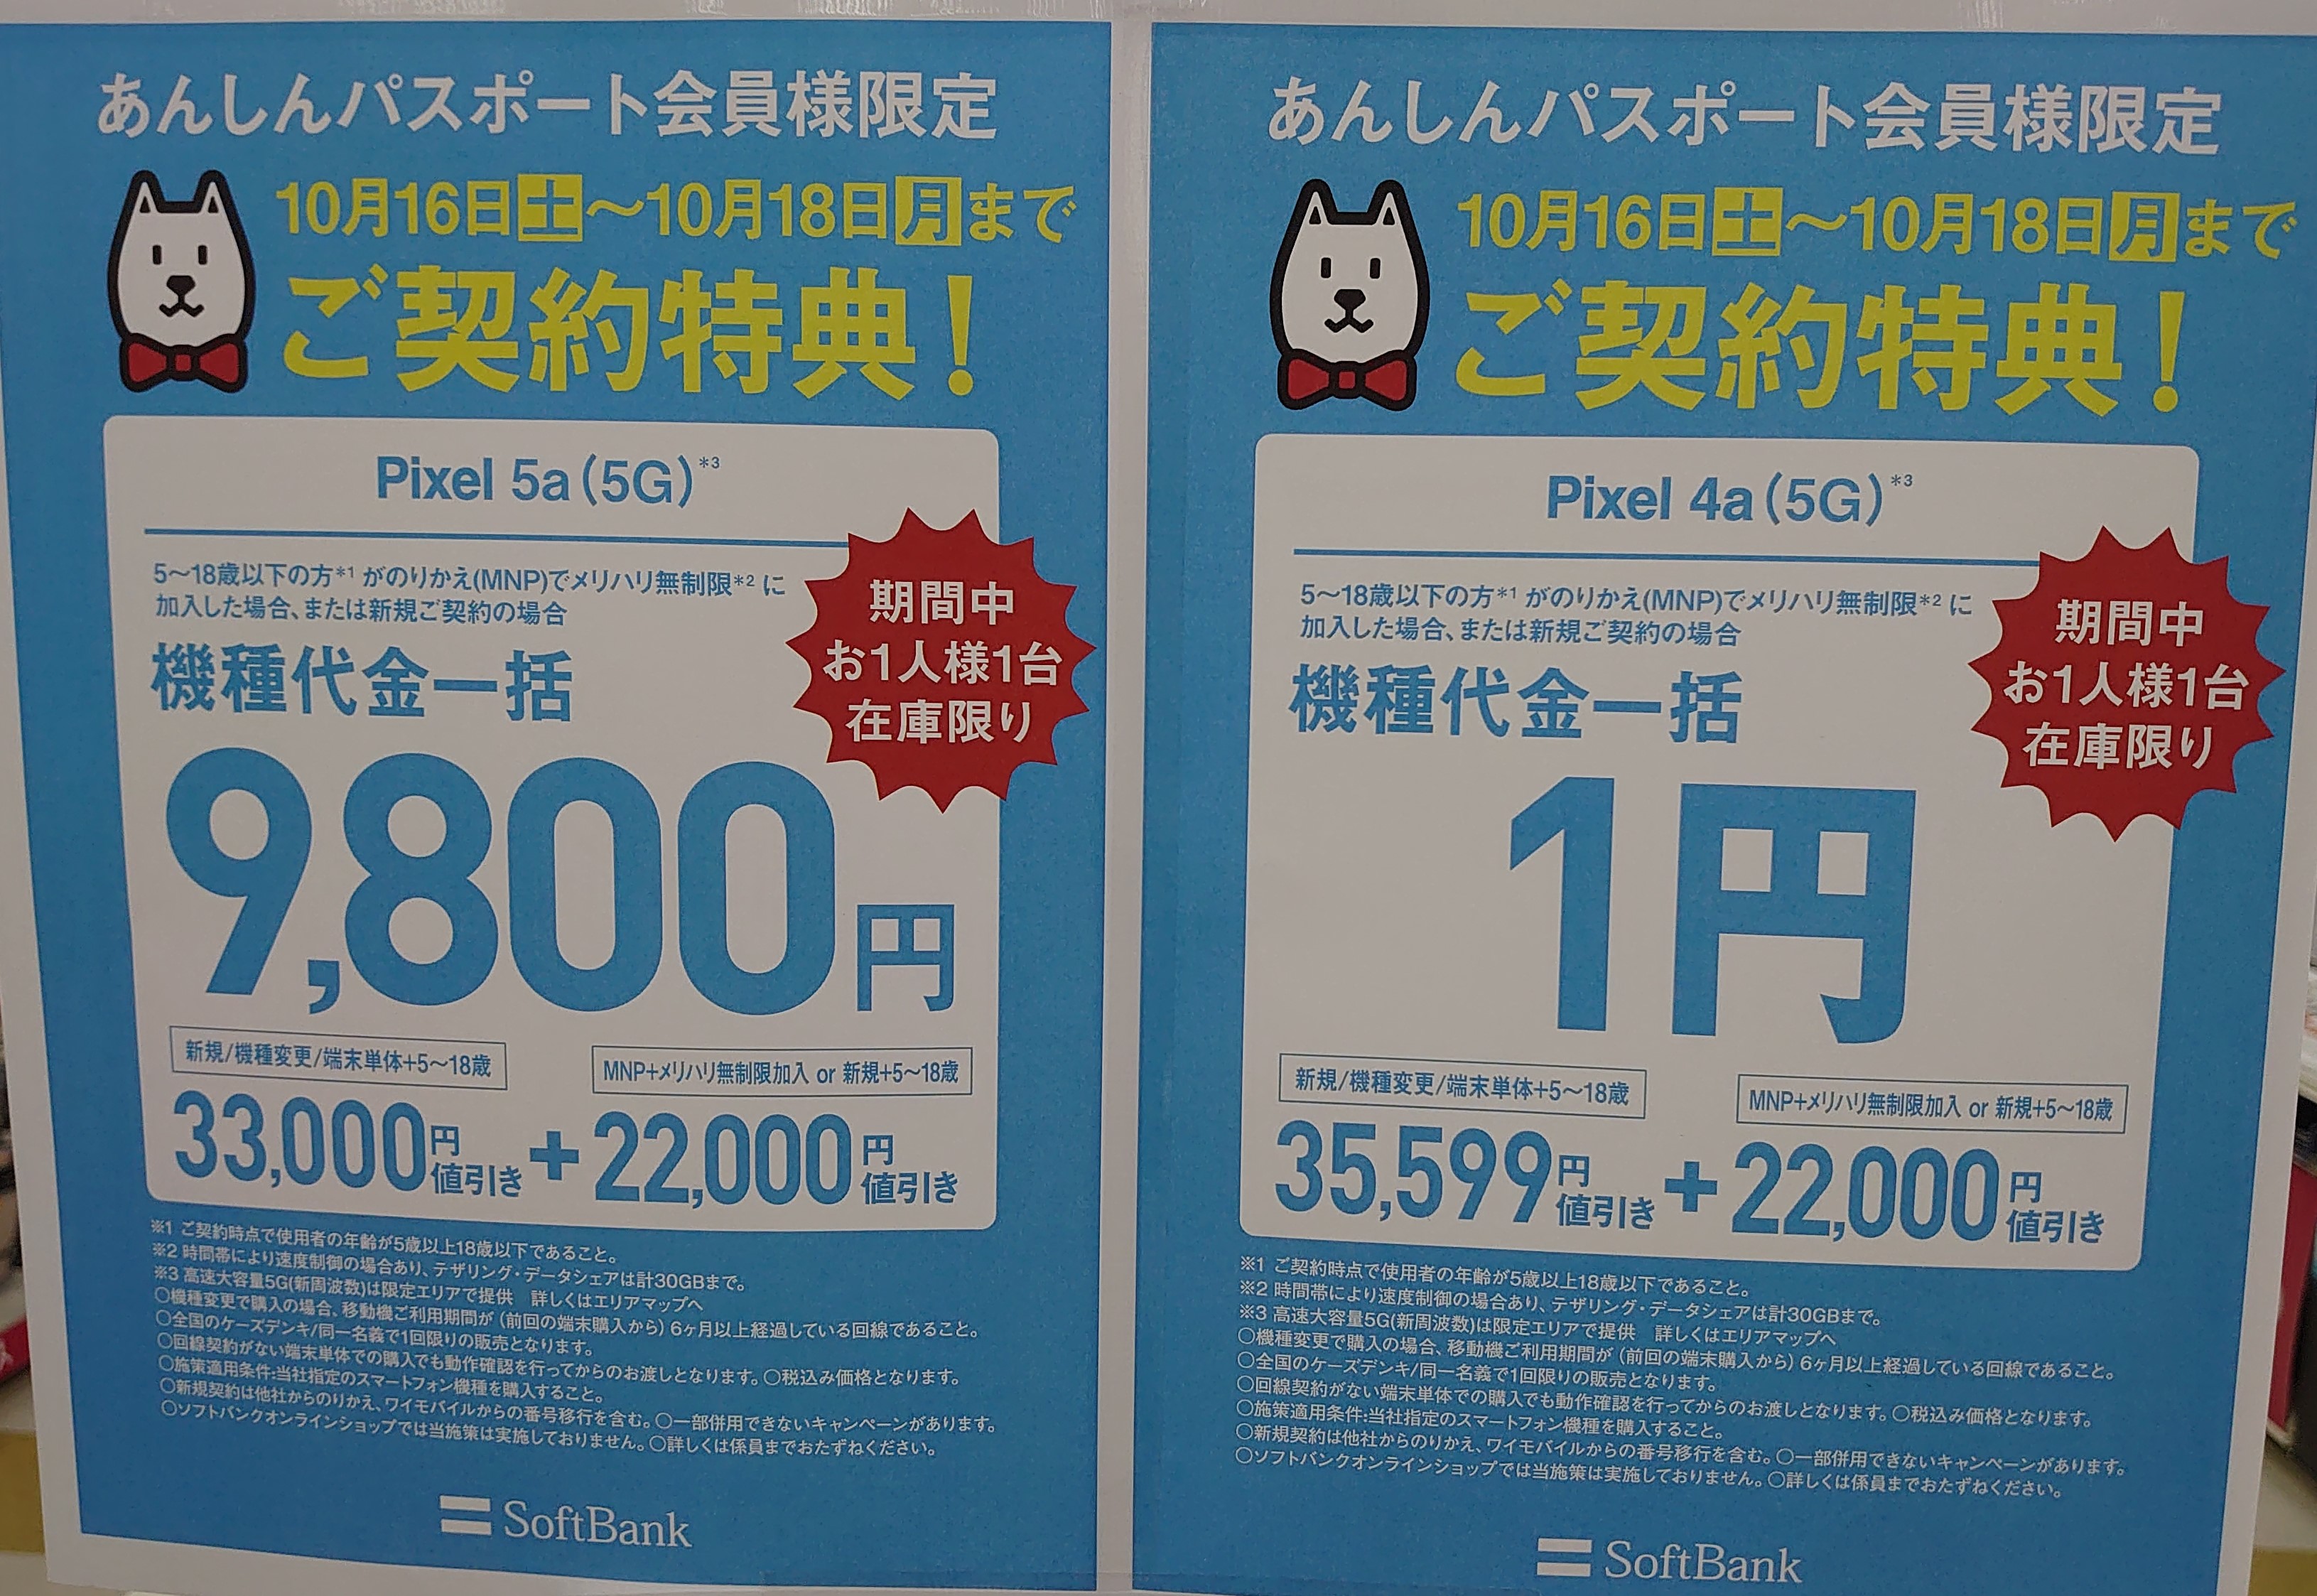 あんしんパスポート会員様限定
10月16日土〜10月18日月まで
ご契約特典!
Pixel 5a(5G)*3
5〜18歳以下の方*1 がのりかえ(MNP)でメリハリ無制限*2 に
加入した場合、または新規ご契約の場合
機種代金一括
期間中
お1人様1台
在庫限り
9,800円
新規/機種変更/端末単体+5〜18歳
MNP+メリハリ無制限加入 or 新規+5〜18歳
33,000円値引き+22,000円値引き
※1 ご契約時点で使用者の年齢が5歳以上18歳以下であること。
※2 時間帯により速度制御の場合あり、テザリング・データシェアは計30GBまで。
※3 高速大容量5G(新周波数)は限定エリアで提供 詳しくはエリアマップへ
○機種変更で購入の場合、移動機ご利用期間が(前回の端末購入から)6ヶ月以上経過している回線であること。
○全国のケーズデンキ/同一名義で1回限りの販売となります。
○回線契約がない端末単体での購入でも動作確認を行ってからのお渡しとなります。○税込み価格となります。
○施策適用条件:当社指定のスマートフォン機種を購入すること。
○新規契約は他社からのりかえ、ワイモバイルからの番号移行を含む。○一部併用できないキャンペーンがあります。
○ソフトバンクオンラインショップでは当施策は実施しておりません。○詳しくは係員までおたずねください。
SoftBank
あんしんパスポート会員様限定
10月16日土〜10月18日月まで
ご契約特典!
Pixel 4a(5G)*3
5〜18歳以下の方*1 がのりかえ(MNP)でメリハリ無制限*2 に
加入した場合、または新規ご契約の場合
機種代金一括
期間中
お1人様1台
在庫限り
1円
新規/機種変更/端末単体+5〜18歳
MNP+メリハリ無制限加入 or 新規+5〜18歳
35,599円値引き+22,000円値引き
※1 ご契約時点で使用者の年齢が5歳以上18歳以下であること。
※2 時間帯により速度制御の場合あり、テザリング・データシェアは計30GBまで。
※3 高速大容量5G(新周波数)は限定エリアで提供 詳しくはエリアマップへ
○機種変更で購入の場合、移動機ご利用期間が(前回の端末購入から)6ヶ月以上経過している回線であること。
○全国のケーズデンキ/同一名義で1回限りの販売となります。
○回線契約がない端末単体での購入でも動作確認を行ってからのお渡しとなります。○税込み価格となります。
○施策適用条件:当社指定のスマートフォン機種を購入すること。
○新規契約は他社からのりかえ、ワイモバイルからの番号移行を含む。○一部併用できないキャンペーンがあります。
○ソフトバンクオンラインショップでは当施策は実施しておりません。○詳しくは係員までおたずねください。
SoftBank